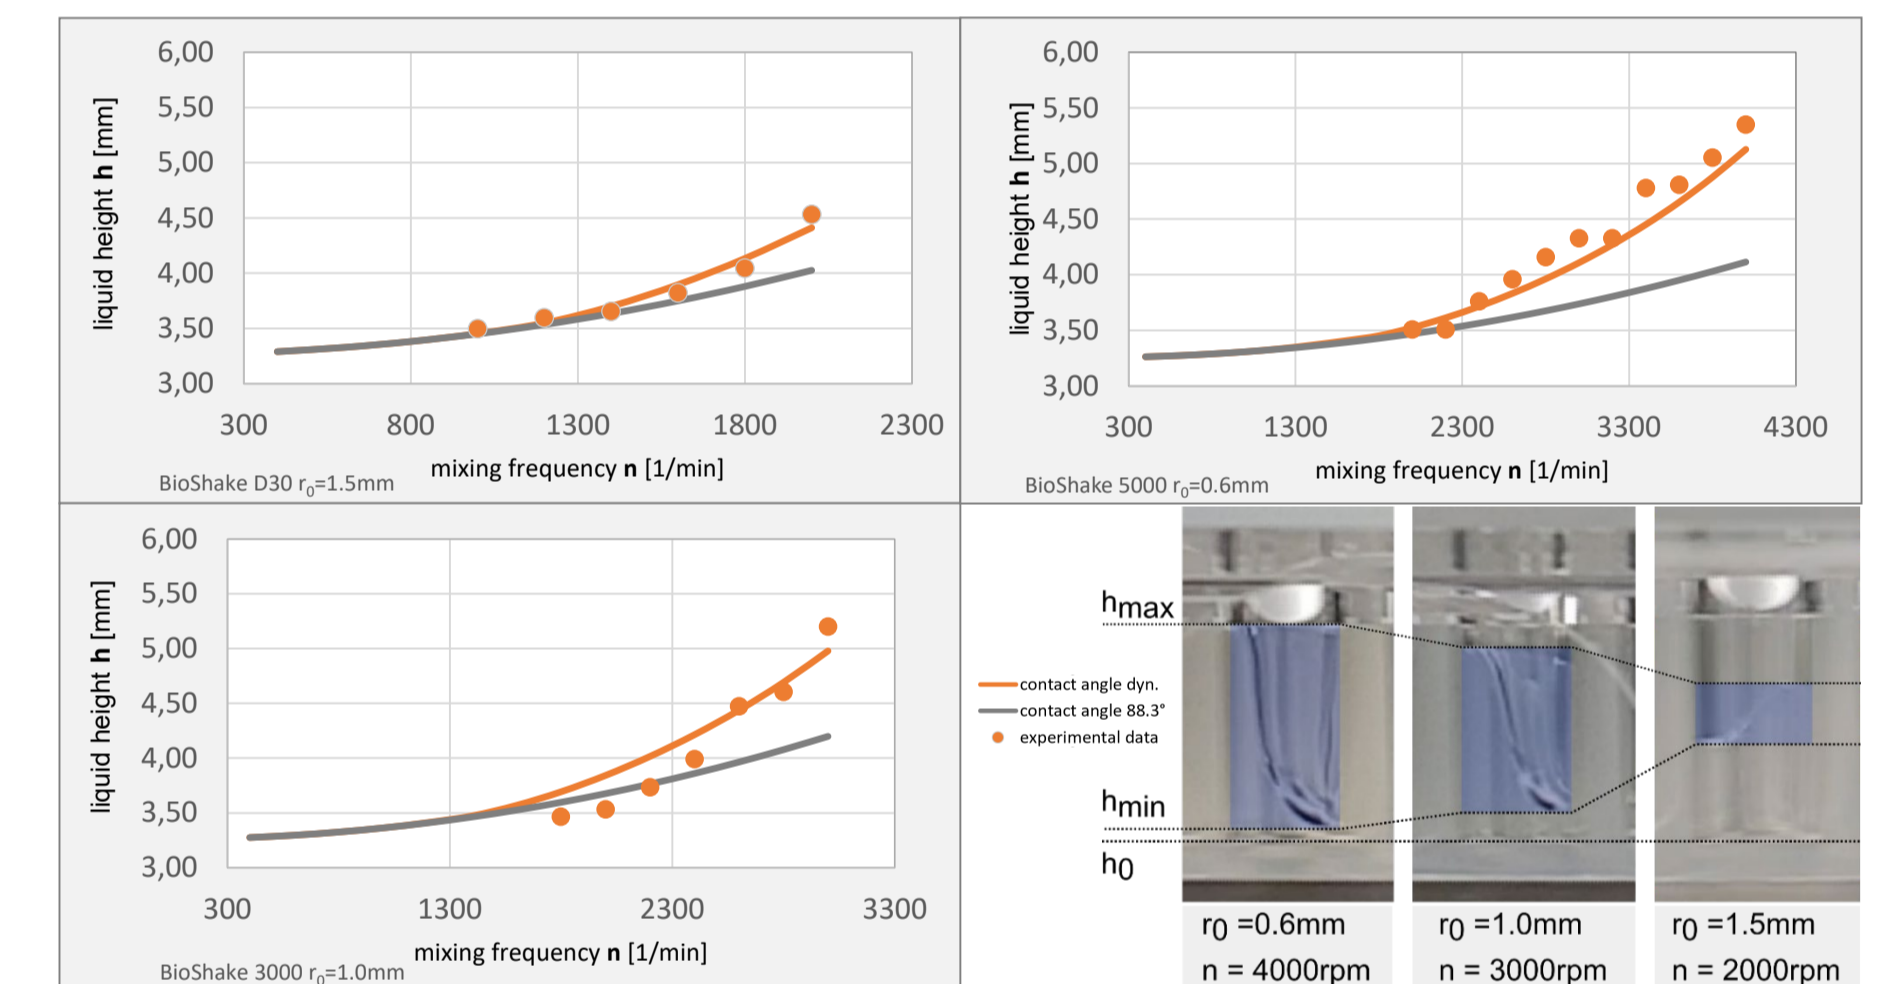 6,00
5,50
5,00
4,50
4,00
3,50
3,00
liquid height h [mm]
300 800 1300 1800 2300
mixing frequency n [1/min]
BioShake D30 r0=1.5mm
6,00
5,50
5,00
4,50
4,00
3,50
3,00
liquid height h [mm]
300 1300 2300 3300 4300
mixing frequency n [1/min]
BioShake 5000 r0=0.6mm
6,00
5,50
5,00
4,50
4,00
3,50
3,00
liquid height h [mm]
300 1300 2300 3300
mixing frequency n [1/min]
BioShake 3000 r0=1.0mm
contact angle dyn.
contact angle 88.3°
experimental data
hmax
hmin
h0
r0 =0.6mm
n = 4000rpm
r0 =1.0mm
n = 3000rpm
r0 =1.5mm
n = 2000rpm